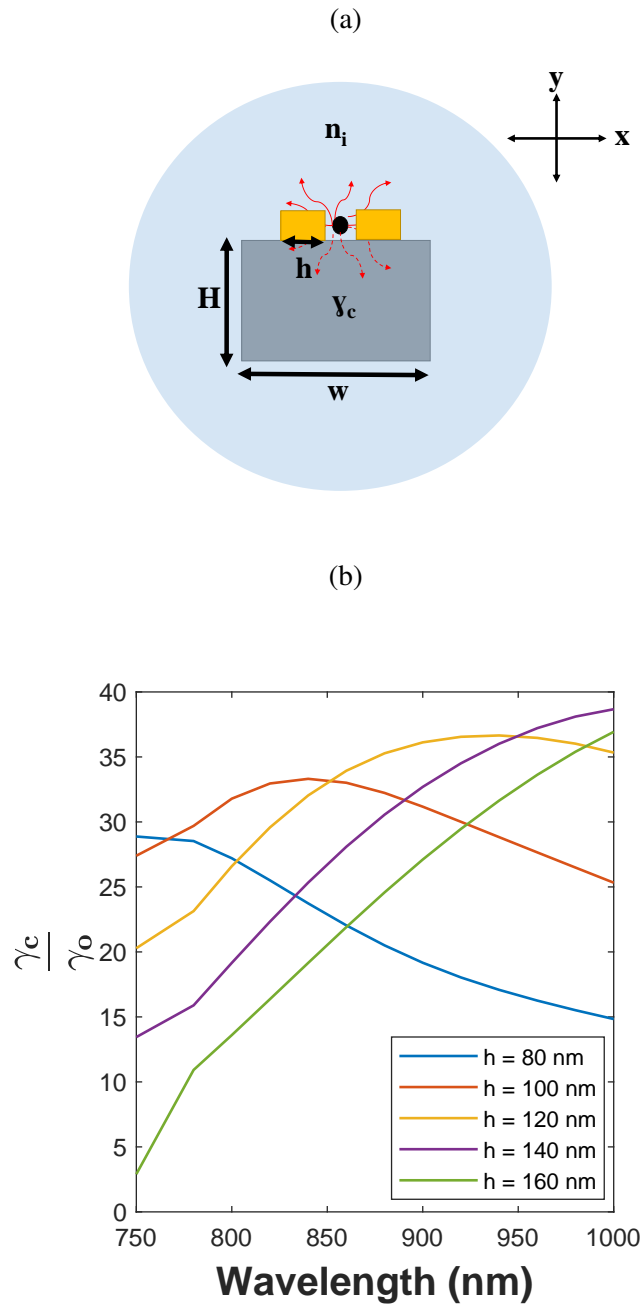 (a)
y
x
n_i
h
H
γ_c
w
(b)
40
35
30
25
20
15
10
5
0
γ_c / γ_o
h = 80 nm
h = 100 nm
h = 120 nm
h = 140 nm
h = 160 nm
750 800 850 900 950 1000
Wavelength (nm)